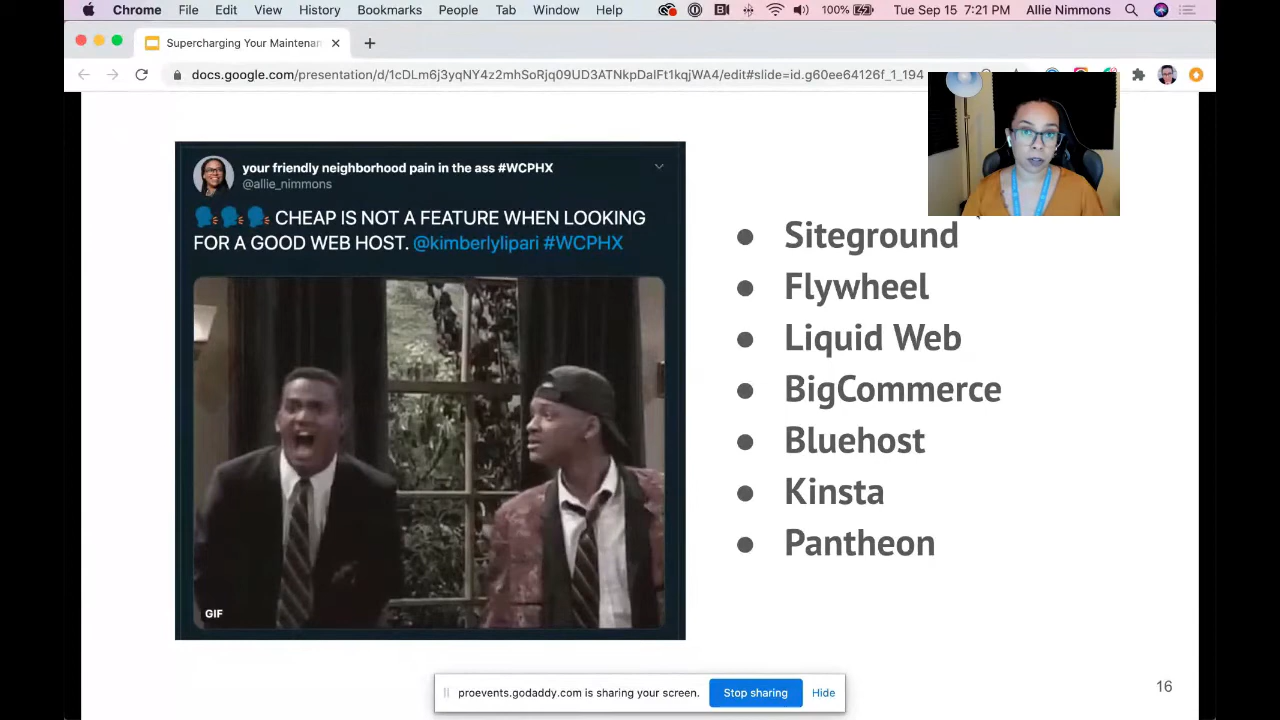 Chrome File Edit View History Bookmarks People Tab Window Help 100% Tue Sep 15 7:21 PM Allie Nimmons
Supercharging Your Maintenan
docs.google.com/presentation/d/1cDLm6j3yqNY4z2mhSoRjq09UD3ATNkpDalFt1kqjWA4/edit#slide=id.g60ee64126f_1_194
your friendly neighborhood pain in the ass #WCPHX
@allie_nimmons
CHEAP IS NOT A FEATURE WHEN LOOKING
FOR A GOOD WEB HOST. @kimberlylipari #WCPHX
GIF
● Siteground
● Flywheel
● Liquid Web
● BigCommerce
● Bluehost
● Kinsta
● Pantheon
proevents.godaddy.com is sharing your screen. Stop sharing Hide
16